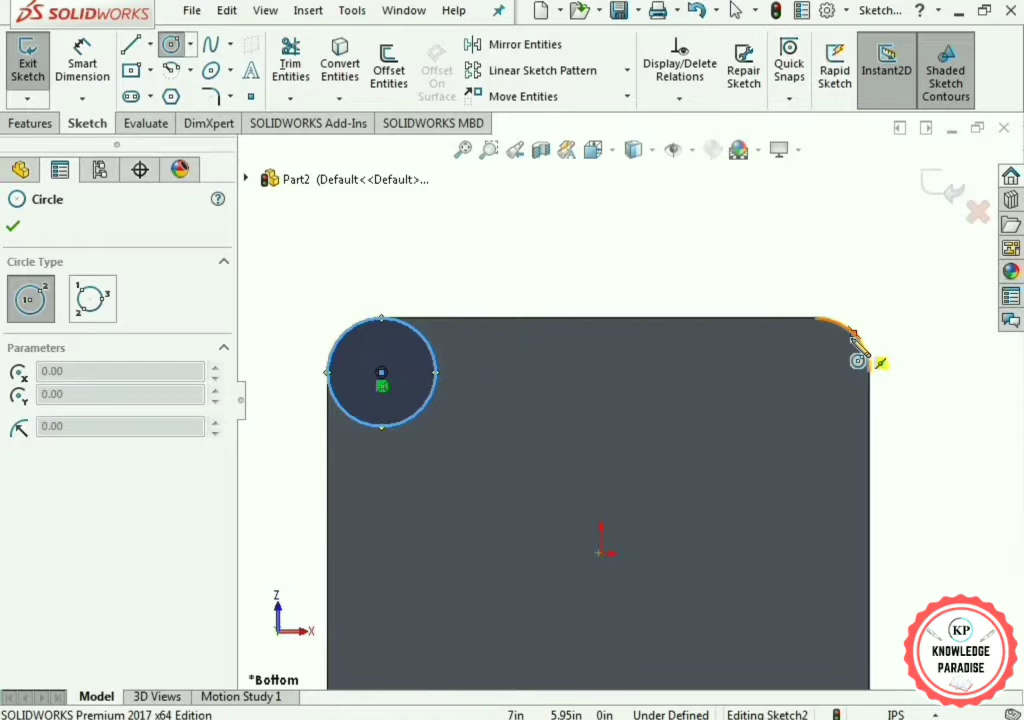 SOLIDWORKS
File Edit View Insert Tools Window Help
Sketch... ?
Exit Sketch
Smart Dimension
Trim Entities
Convert Entities
Offset Entities
Offset On Surface
Mirror Entities
Linear Sketch Pattern
Move Entities
Display/Delete Relations
Repair Sketch
Quick Snaps
Rapid Sketch
Instant2D
Shaded Sketch Contours
Features Sketch Evaluate DimXpert SOLIDWORKS Add-Ins SOLIDWORKS MBD
Part2 (Default<<Default>...
Circle
Circle Type
Parameters
0.00
0.00
0.00
Z
X
*Bottom
KP
KNOWLEDGE
PARADISE
Model 3D Views Motion Study 1
SOLIDWORKS Premium 2017 x64 Edition 7in 5.95in 0in Under Defined Editing Sketch2 IPS